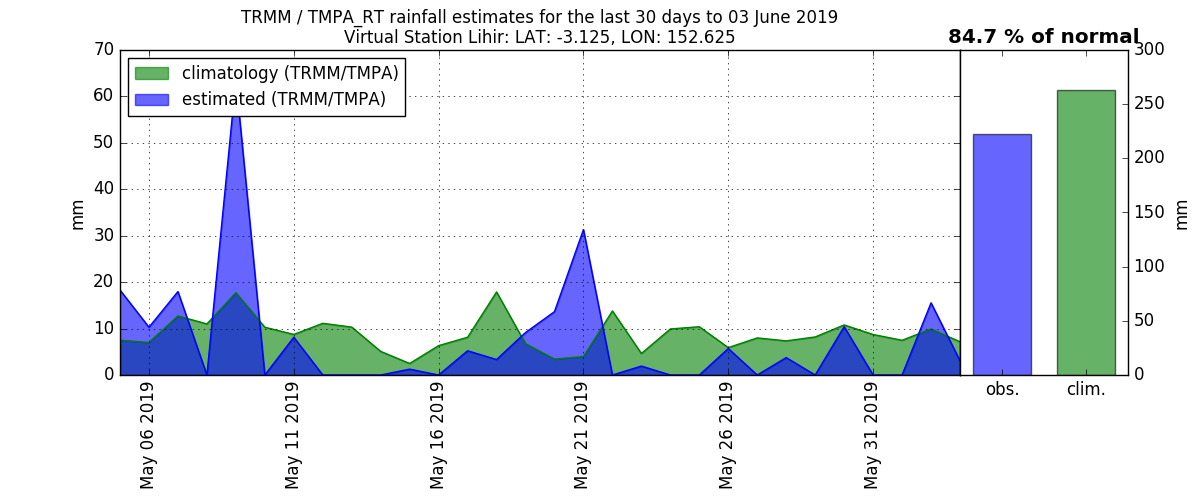 TRMM / TMPA_RT rainfall estimates for the last 30 days to 03 June 2019
Virtual Station Lihir: LAT: -3.125, LON: 152.625
84.7 % of normal
climatology (TRMM/TMPA)
estimated (TRMM/TMPA)
70
60
50
40
30
20
10
0
mm
May 06 2019
May 11 2019
May 16 2019
May 21 2019
May 26 2019
May 31 2019
obs.
clim.
300
250
200
150
100
50
0
mm